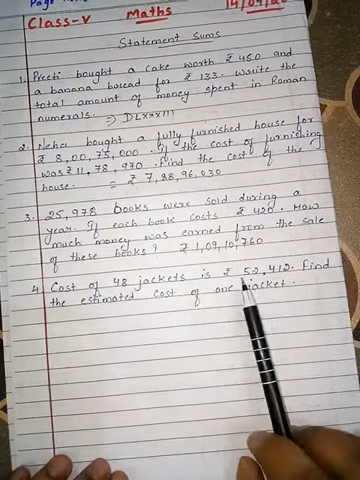 Page No.
Class-V Maths 14/04/20
Statement Sums
1. Preeti bought a cake worth ₹ 450 and
a banana bread for ₹ 133. Write the
total amount of money spent in Roman
numerals. ⇒ DLXXXIII
2. Neha bought a fully furnished house for
₹ 8,00,75,000. If the cost of furnishing
was ₹ 11,78,970. Find the cost of the
house. = ₹ 7,88,96,030
3. 25,978 books were sold during a
year. If each book costs ₹ 420. How
much money was earned from the sale
of these books? ₹ 1,09,10,760
4. Cost of 48 jackets is ₹ 52,412. Find
the estimated cost of one jacket.